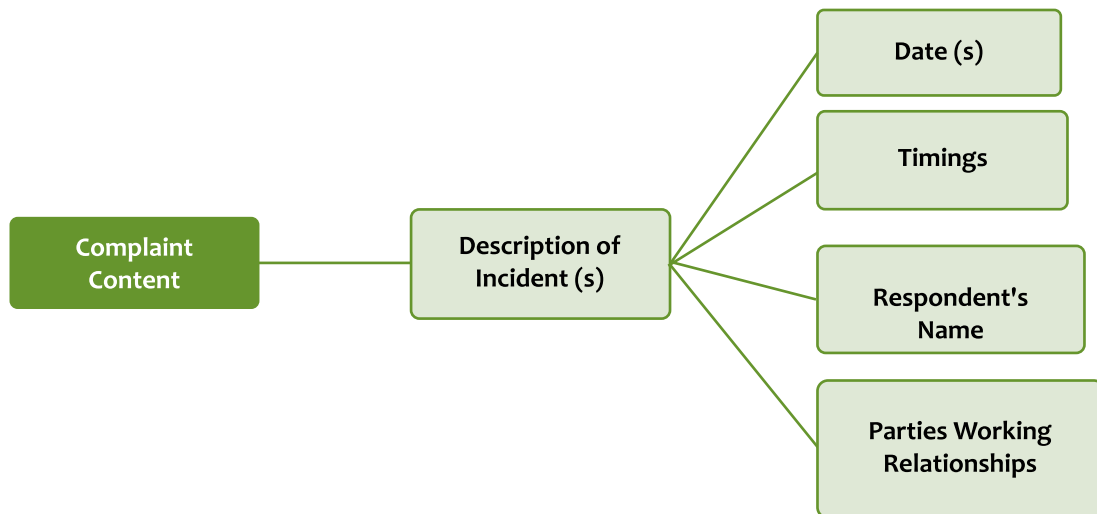 Complaint
Content
Description of
Incident (s)
Date (s)
Timings
Respondent's
Name
Parties Working
Relationships